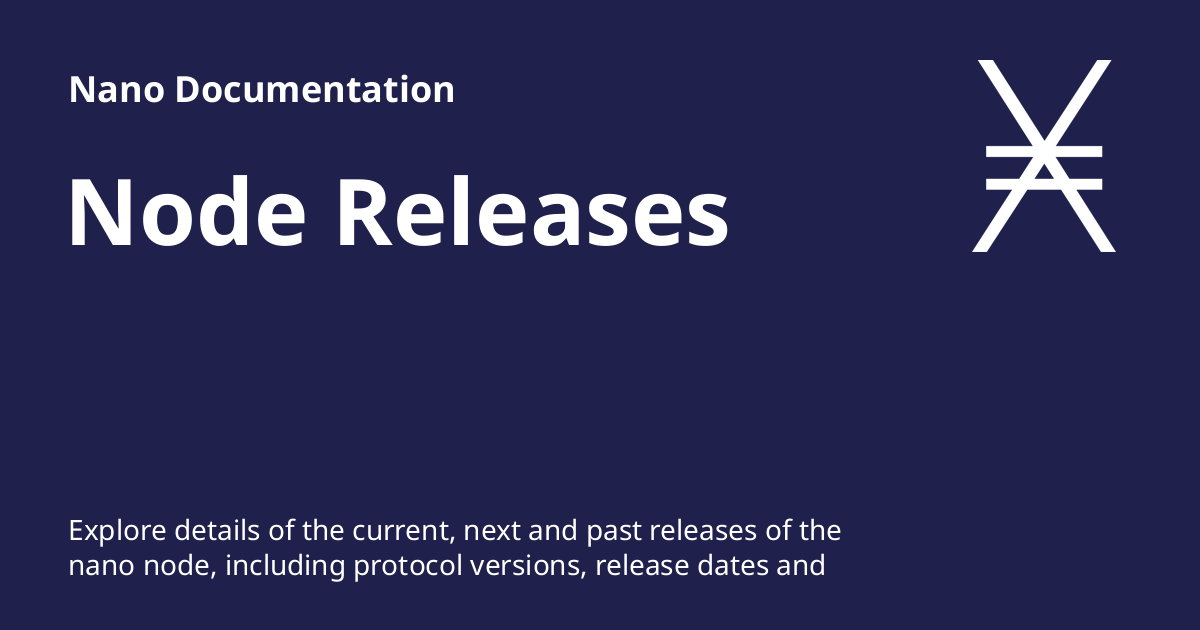 Nano Documentation
Node Releases
Explore details of the current, next and past releases of the
nano node, including protocol versions, release dates and